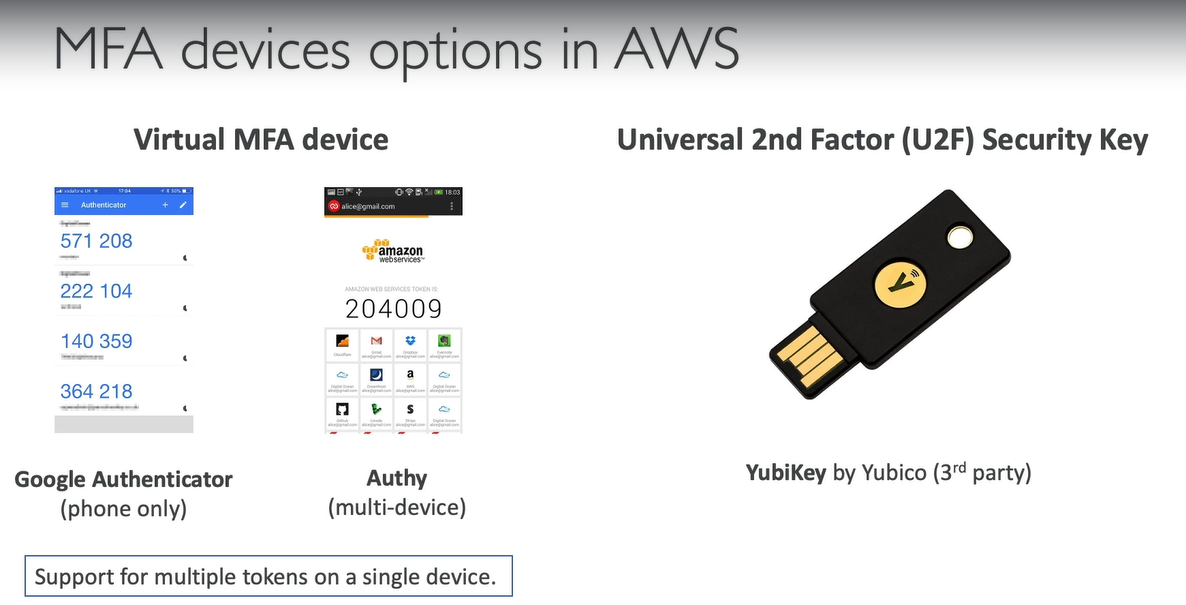 MFA devices options in AWS
Virtual MFA device
Universal 2nd Factor (U2F) Security Key
vodafone UK 17:04 50%
Authenticator
571 208
222 104
140 359
364 218
18:03
alice@gmail.com
amazon
webservices™
AMAZON WEB SERVICES TOKEN IS:
204009
Cloudflare Gmail Dropbox Evernote
alice@gmail.com alice@gmail.com alice@gmail.com
Digital Ocean Dreamhost AWS Digital Ocean
alice@gmail.com alice@gmail.com alice@gmail.com alice@gmail.com
Github Coinkite Stripe Digital Ocean
alice@gmail.com alice@gmail.com alice@gmail.com alice@gmail.com
Google Authenticator
(phone only)
Authy
(multi-device)
YubiKey by Yubico (3rd party)
Support for multiple tokens on a single device.